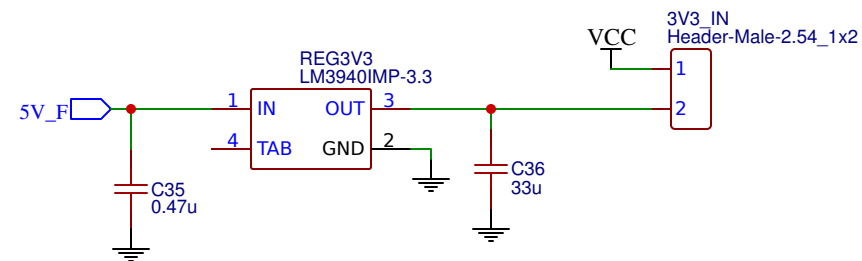 3V3_IN
Header-Male-2.54_1x2
VCC
1
2
REG3V3
LM3940IMP-3.3
5V_F
1 IN OUT 3
4 TAB GND 2
C35
0.47u
C36
33u